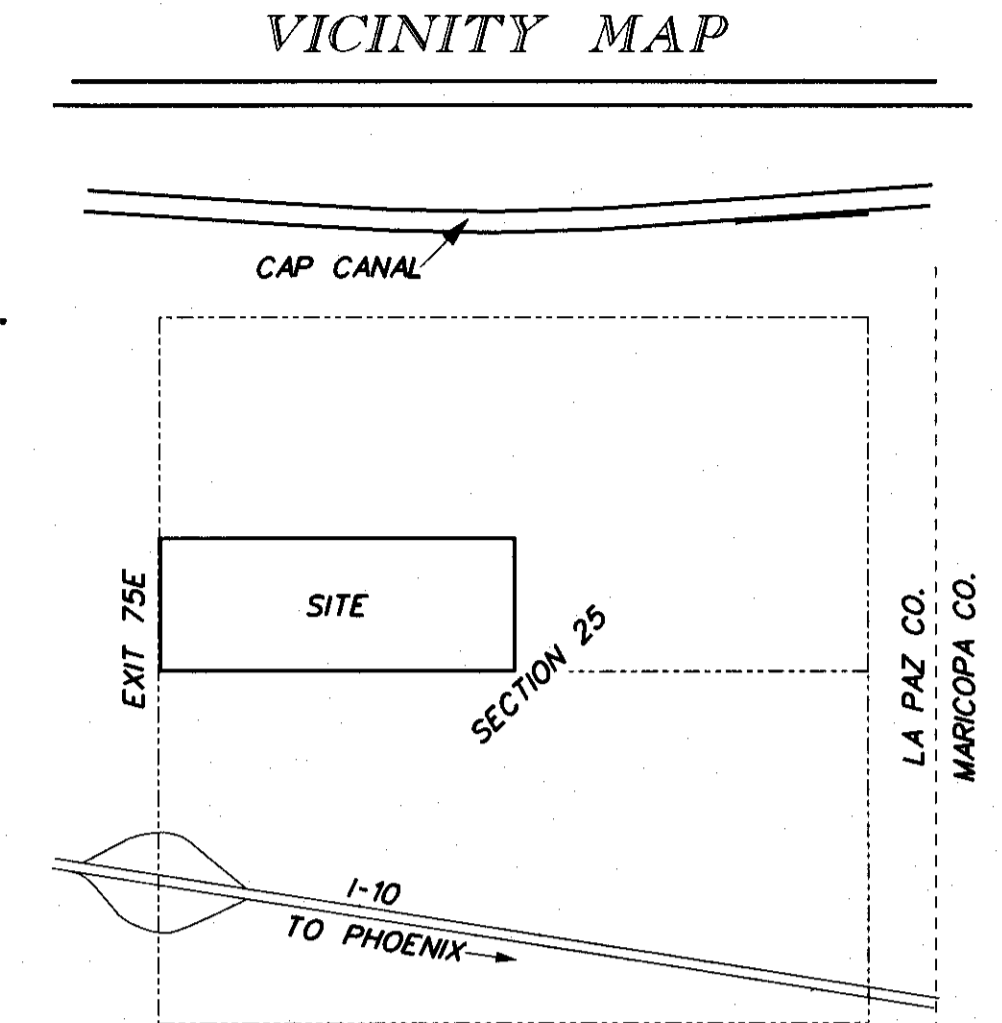 VICINITY MAP
CAP CANAL
EXIT 75E
SITE
SECTION 25
LA PAZ CO.
MARICOPA CO.
I-10
TO PHOENIX